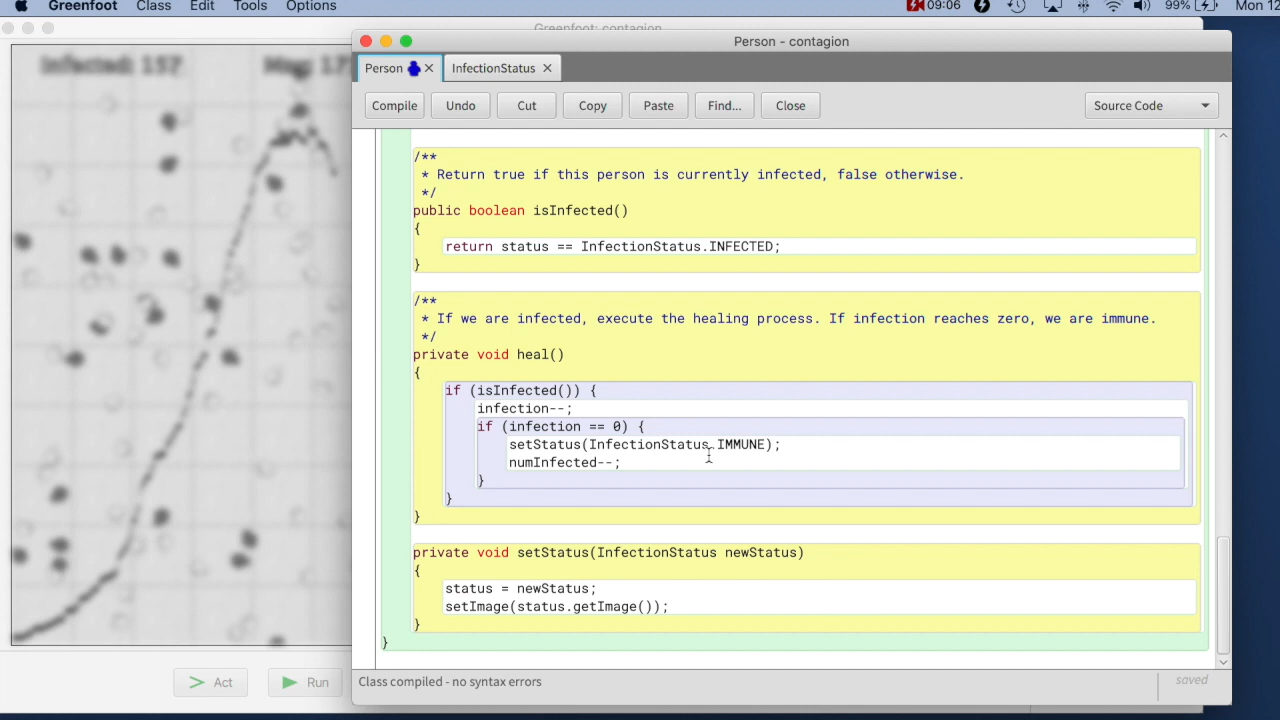 Greenfoot Class Edit Tools Options 09:06 99% Mon 12
Greenfoot: contagion
Infected: 157
Person - contagion
Person InfectionStatus
Compile Undo Cut Copy Paste Find... Close Source Code
/**
* Return true if this person is currently infected, false otherwise.
*/
public boolean isInfected()
{
return status == InfectionStatus.INFECTED;
}
/**
* If we are infected, execute the healing process. If infection reaches zero, we are immune.
*/
private void heal()
{
if (isInfected()) {
infection--;
if (infection == 0) {
setStatus(InfectionStatus.IMMUNE);
numInfected--;
}
}
}
private void setStatus(InfectionStatus newStatus)
{
status = newStatus;
setImage(status.getImage());
}
}
Act Run
Class compiled - no syntax errors
saved